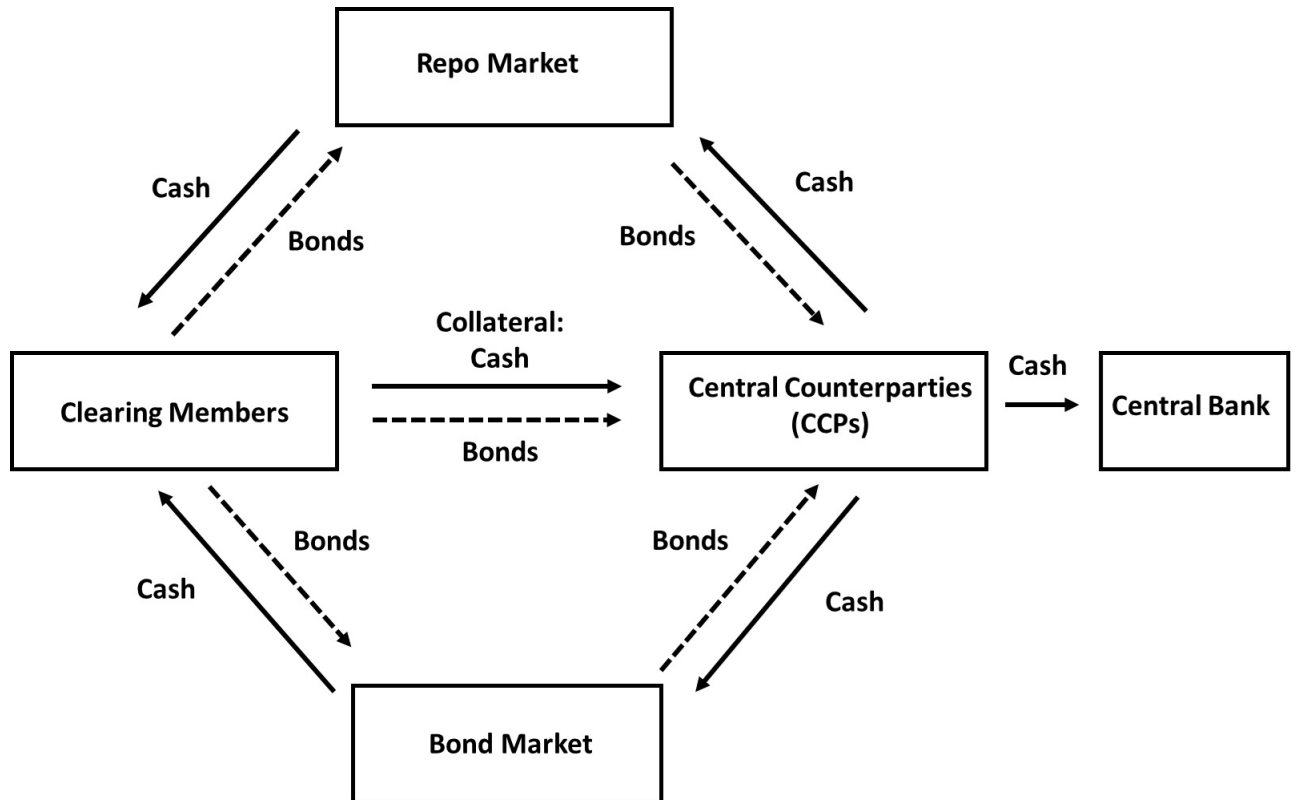 Repo Market
Cash
Bonds
Bonds
Cash
Collateral:
Cash
Bonds
Clearing Members
Central Counterparties
(CCPs)
Cash
Central Bank
Bonds
Cash
Bonds
Cash
Bond Market